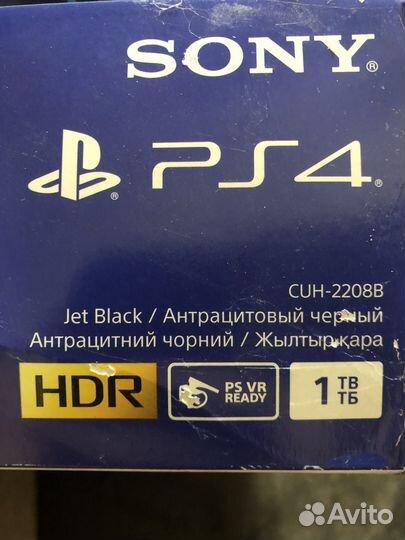 SONY®
PS4®
CUH-2208B
Jet Black / Антрацитовый черный
Антрацитний чорний / Жылтыр қара
HDR
PS VR
READY
1 TB
ТБ
Avito